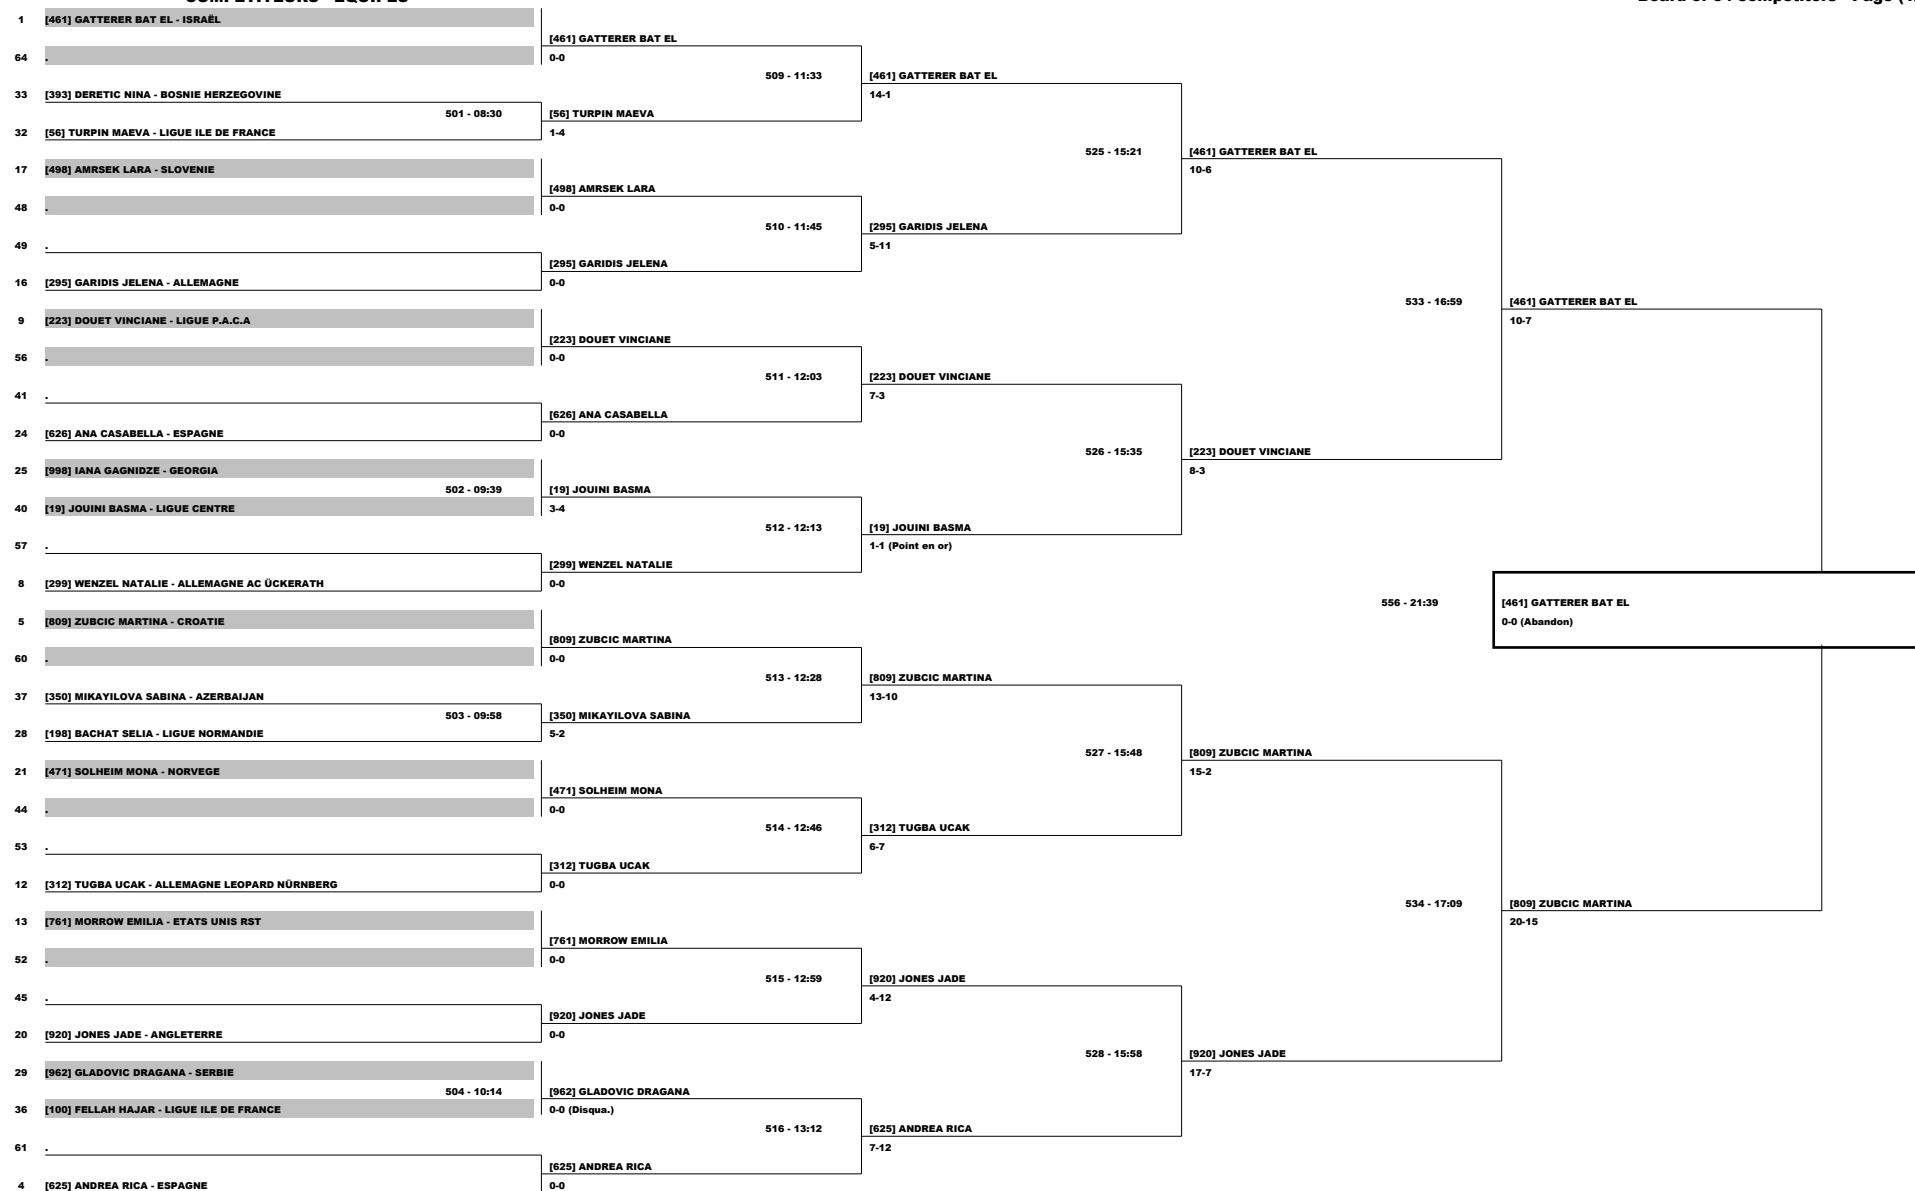 1 [461] GATTERER BAT EL - ISRAËL
[461] GATTERER BAT EL
64 . 0-0
509 - 11:33 [461] GATTERER BAT EL
33 [393] DERETIC NINA - BOSNIE HERZEGOVINE 14-1
501 - 08:30 [56] TURPIN MAEVA
32 [56] TURPIN MAEVA - LIGUE ILE DE FRANCE 1-4
525 - 15:21 [461] GATTERER BAT EL
17 [498] AMRSEK LARA - SLOVENIE 10-6
[498] AMRSEK LARA
48 . 0-0
510 - 11:45 [295] GARIDIS JELENA
49 . 5-11
[295] GARIDIS JELENA
16 [295] GARIDIS JELENA - ALLEMAGNE 0-0
533 - 16:59 [461] GATTERER BAT EL
9 [223] DOUET VINCIANE - LIGUE P.A.C.A 10-7
[223] DOUET VINCIANE
56 . 0-0
511 - 12:03 [223] DOUET VINCIANE
41 . 7-3
[626] ANA CASABELLA
24 [626] ANA CASABELLA - ESPAGNE 0-0
526 - 15:35 [223] DOUET VINCIANE
25 [998] IANA GAGNIDZE - GEORGIA 8-3
502 - 09:39 [19] JOUINI BASMA
40 [19] JOUINI BASMA - LIGUE CENTRE 3-4
512 - 12:13 [19] JOUINI BASMA
57 . 1-1 (Point en or)
[299] WENZEL NATALIE
8 [299] WENZEL NATALIE - ALLEMAGNE AC ÜCKERATH 0-0
556 - 21:39 [461] GATTERER BAT EL
5 [809] ZUBCIC MARTINA - CROATIE 0-0 (Abandon)
[809] ZUBCIC MARTINA
60 . 0-0
513 - 12:28 [809] ZUBCIC MARTINA
37 [350] MIKAYILOVA SABINA - AZERBAIJAN 13-10
503 - 09:58 [350] MIKAYILOVA SABINA
28 [198] BACHAT SELIA - LIGUE NORMANDIE 5-2
527 - 15:48 [809] ZUBCIC MARTINA
21 [471] SOLHEIM MONA - NORVEGE 15-2
[471] SOLHEIM MONA
44 . 0-0
514 - 12:46 [312] TUGBA UCAK
53 . 6-7
[312] TUGBA UCAK
12 [312] TUGBA UCAK - ALLEMAGNE LEOPARD NÜRNBERG 0-0
534 - 17:09 [809] ZUBCIC MARTINA
13 [761] MORROW EMILIA - ETATS UNIS RST 20-15
[761] MORROW EMILIA
52 . 0-0
515 - 12:59 [920] JONES JADE
45 . 4-12
[920] JONES JADE
20 [920] JONES JADE - ANGLETERRE 0-0
528 - 15:58 [920] JONES JADE
29 [962] GLADOVIC DRAGANA - SERBIE 17-7
504 - 10:14 [962] GLADOVIC DRAGANA
36 [100] FELLAH HAJAR - LIGUE ILE DE FRANCE 0-0 (Disqua.)
516 - 13:12 [625] ANDREA RICA
61 . 7-12
[625] ANDREA RICA
4 [625] ANDREA RICA - ESPAGNE 0-0